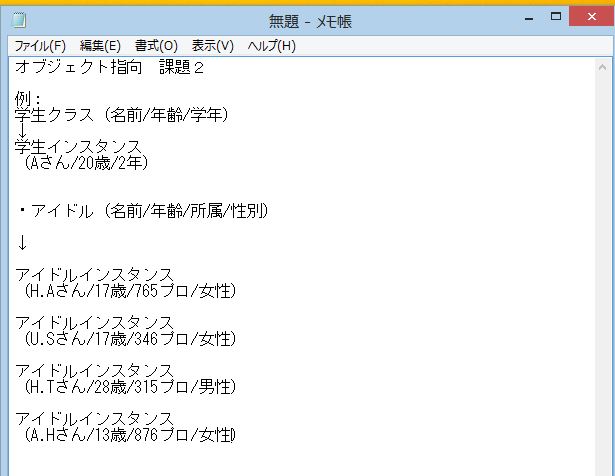 無題 - メモ帳
ファイル(F) 編集(E) 書式(O) 表示(V) ヘルプ(H)
オブジェクト指向　課題２
例：
学生クラス（名前/年齢/学年）
↓
学生インスタンス
（Aさん/20歳/2年）
・アイドル（名前/年齢/所属/性別）
↓
アイドルインスタンス
（H.Aさん/17歳/765プロ/女性）
アイドルインスタンス
（U.Sさん/17歳/346プロ/女性）
アイドルインスタンス
（H.Tさん/28歳/315プロ/男性）
アイドルインスタンス
（A.Hさん/13歳/876プロ/女性）